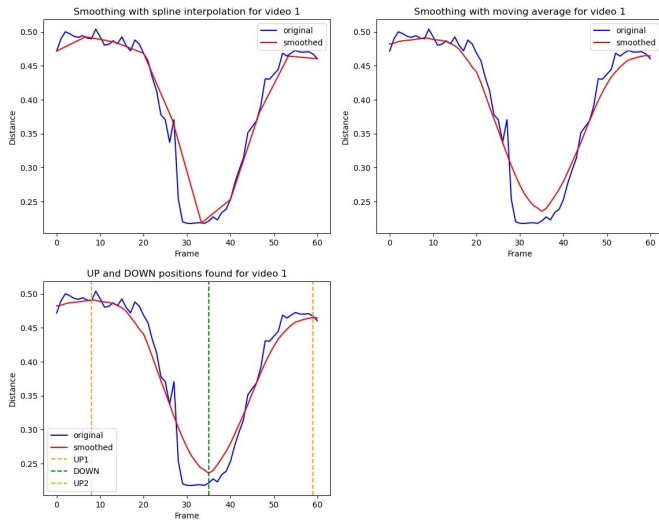 Smoothing with spline interpolation for video 1
original
smoothed
0.50
0.45
0.40
0.35
0.30
0.25
Distance
0
10
20
30
40
50
60
Frame
Smoothing with moving average for video 1
original
smoothed
0.50
0.45
0.40
0.35
0.30
0.25
Distance
0
10
20
30
40
50
60
Frame
UP and DOWN positions found for video 1
0.50
0.45
0.40
0.35
0.30
0.25
Distance
original
smoothed
UP1
DOWN
UP2
0
10
20
30
40
50
60
Frame